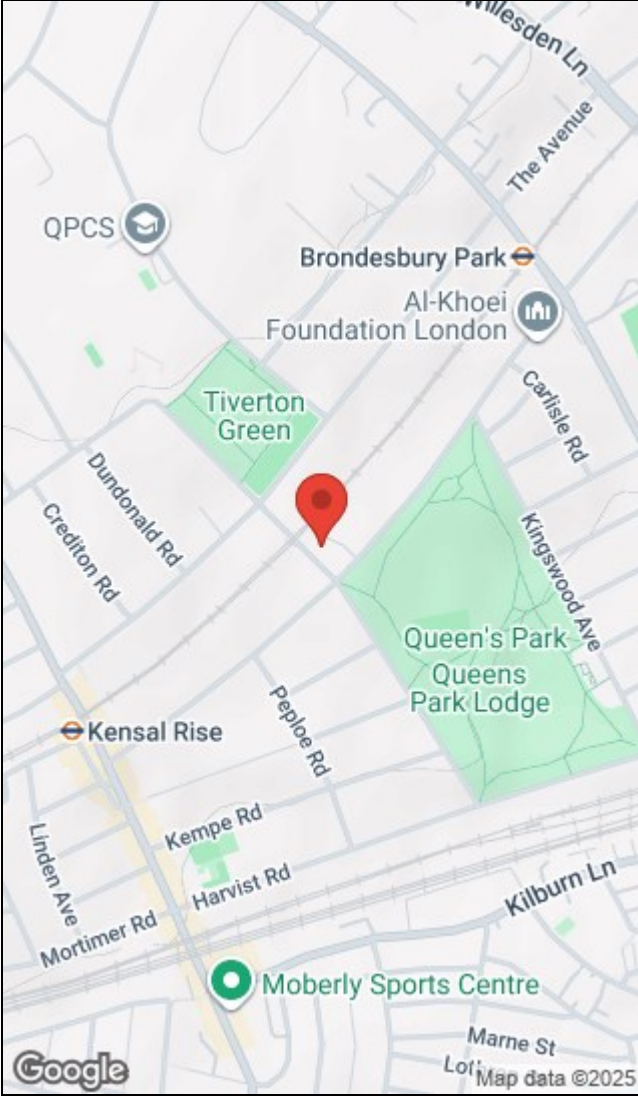 Willesden Ln
The Avenue
QPCS
Brondesbury Park
Al-Khoei
Foundation London
Carlisle Rd
Tiverton
Green
Dundonald Rd
Crediton Rd
Kingswood Ave
Queen's Park
Queens
Park Lodge
Peploe Rd
Kensal Rise
Kempe Rd
Linden Ave
Harvist Rd
Kilburn Ln
Mortimer Rd
Moberly Sports Centre
Marne St
Google
Map data ©2025